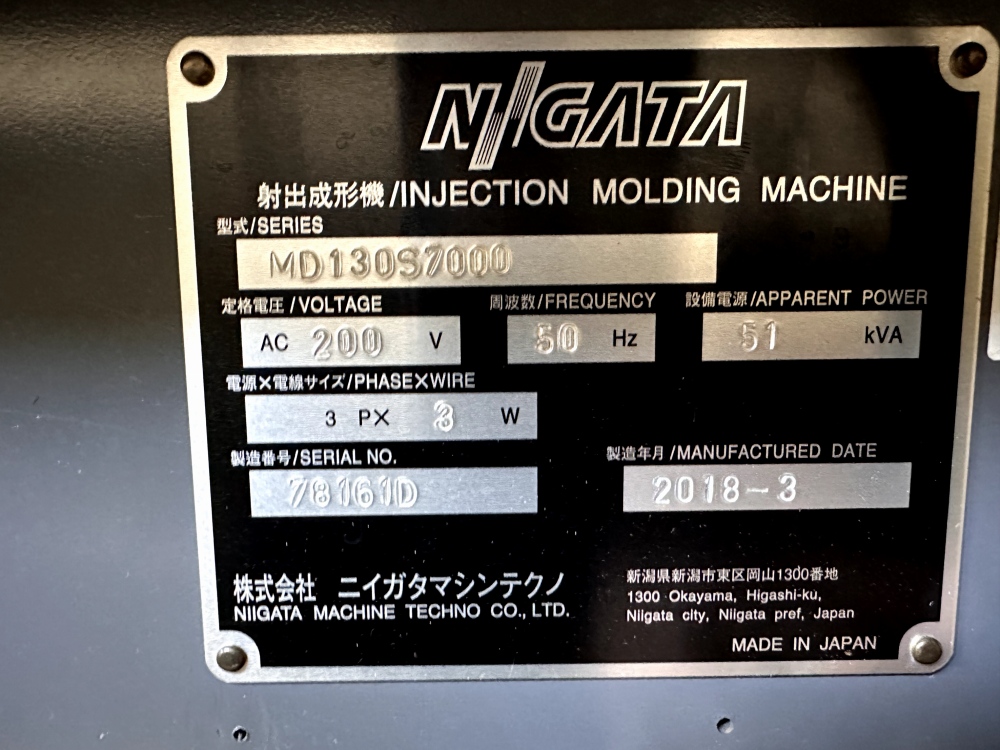 NIIGATA
射出成形機/INJECTION MOLDING MACHINE
型式/SERIES
MD130S7000
定格電圧/VOLTAGE 周波数/FREQUENCY 設備電源/APPARENT POWER
AC 200 V 50 Hz 51 kVA
電源×電線サイズ/PHASE×WIRE
3 P× 3 W
製造番号/SERIAL NO. 製造年月/MANUFACTURED DATE
78161D 2018-3
株式会社 ニイガタマシンテクノ
NIIGATA MACHINE TECHNO CO., LTD.
新潟県新潟市東区岡山1300番地
1300 Okayama, Higashi-ku,
Niigata city, Niigata pref, Japan
MADE IN JAPAN